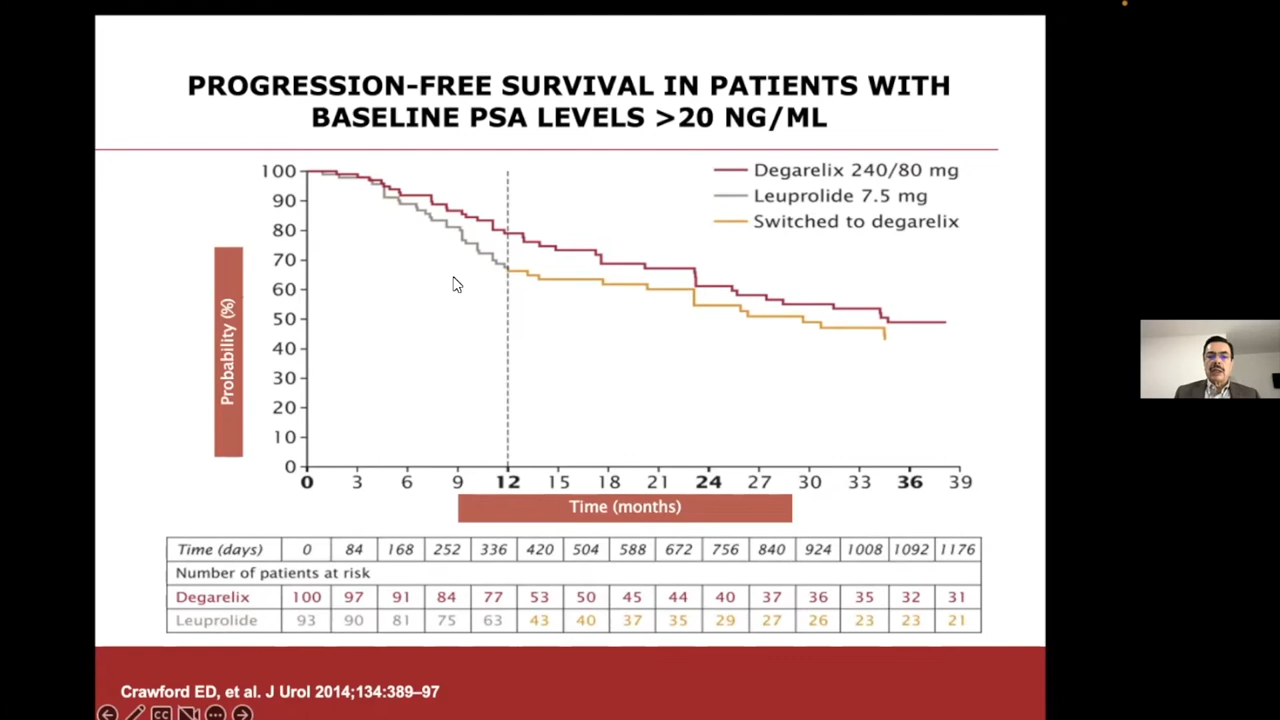 PROGRESSION-FREE SURVIVAL IN PATIENTS WITH
BASELINE PSA LEVELS >20 NG/ML
Degarelix 240/80 mg
Leuprolide 7.5 mg
Switched to degarelix
100
90
80
70
60
50
40
30
20
10
0
Probability (%)
0 3 6 9 12 15 18 21 24 27 30 33 36 39
Time (months)
Time (days) 0 84 168 252 336 420 504 588 672 756 840 924 1008 1092 1176
Number of patients at risk
Degarelix 100 97 91 84 77 53 50 45 44 40 37 36 35 32 31
Leuprolide 93 90 81 75 63 43 40 37 35 29 27 26 23 23 21
Crawford ED, et al. J Urol 2014;134:389–97
CC